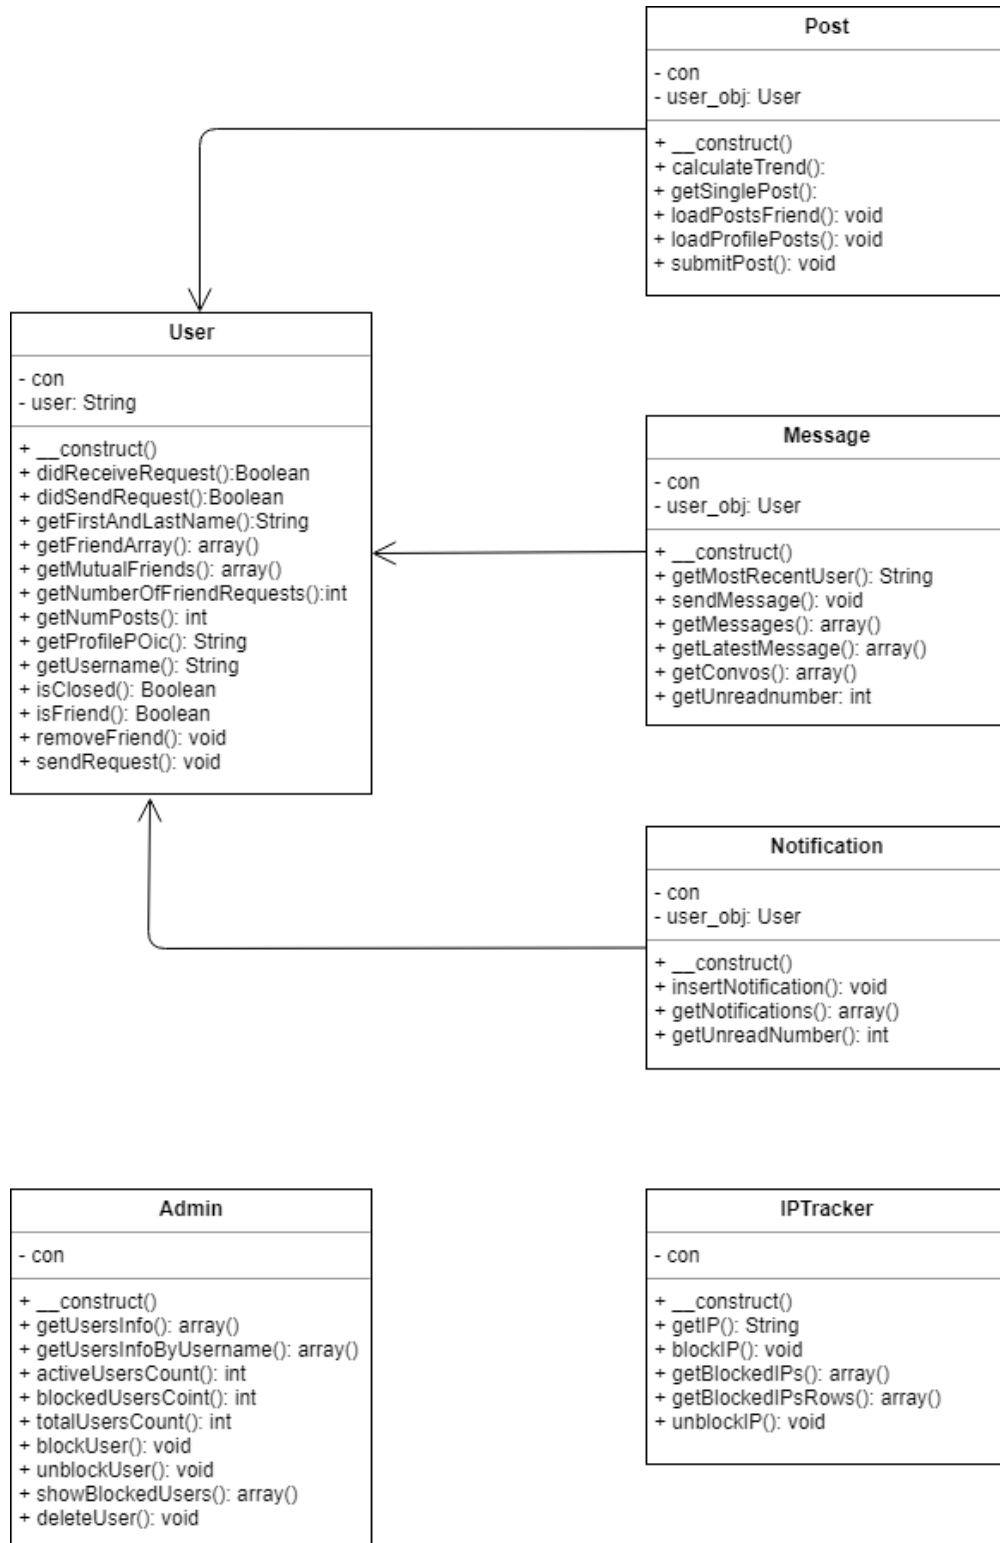 Post
- con
- user_obj: User
+ __construct()
+ calculateTrend():
+ getSinglePost():
+ loadPostsFriend(): void
+ loadProfilePosts(): void
+ submitPost(): void
User
- con
- user: String
+ __construct()
+ didReceiveRequest():Boolean
+ didSendRequest():Boolean
+ getFirstAndLastName():String
+ getFriendArray(): array()
+ getMutualFriends(): array()
+ getNumberOfFriendRequests():int
+ getNumPosts(): int
+ getProfilePOic(): String
+ getUsername(): String
+ isClosed(): Boolean
+ isFriend(): Boolean
+ removeFriend(): void
+ sendRequest(): void
Message
- con
- user_obj: User
+ __construct()
+ getMostRecentUser(): String
+ sendMessage(): void
+ getMessages(): array()
+ getLatestMessage(): array()
+ getConvos(): array()
+ getUnreadnumber: int
Notification
- con
- user_obj: User
+ __construct()
+ insertNotification(): void
+ getNotifications(): array()
+ getUnreadNumber(): int
Admin
- con
+ __construct()
+ getUsersInfo(): array()
+ getUsersInfoByUsername(): array()
+ activeUsersCount(): int
+ blockedUsersCoint(): int
+ totalUsersCount(): int
+ blockUser(): void
+ unblockUser(): void
+ showBlockedUsers(): array()
+ deleteUser(): void
IPTracker
- con
+ __construct()
+ getIP(): String
+ blockIP(): void
+ getBlockedIPs(): array()
+ getBlockedIPsRows(): array()
+ unblockIP(): void